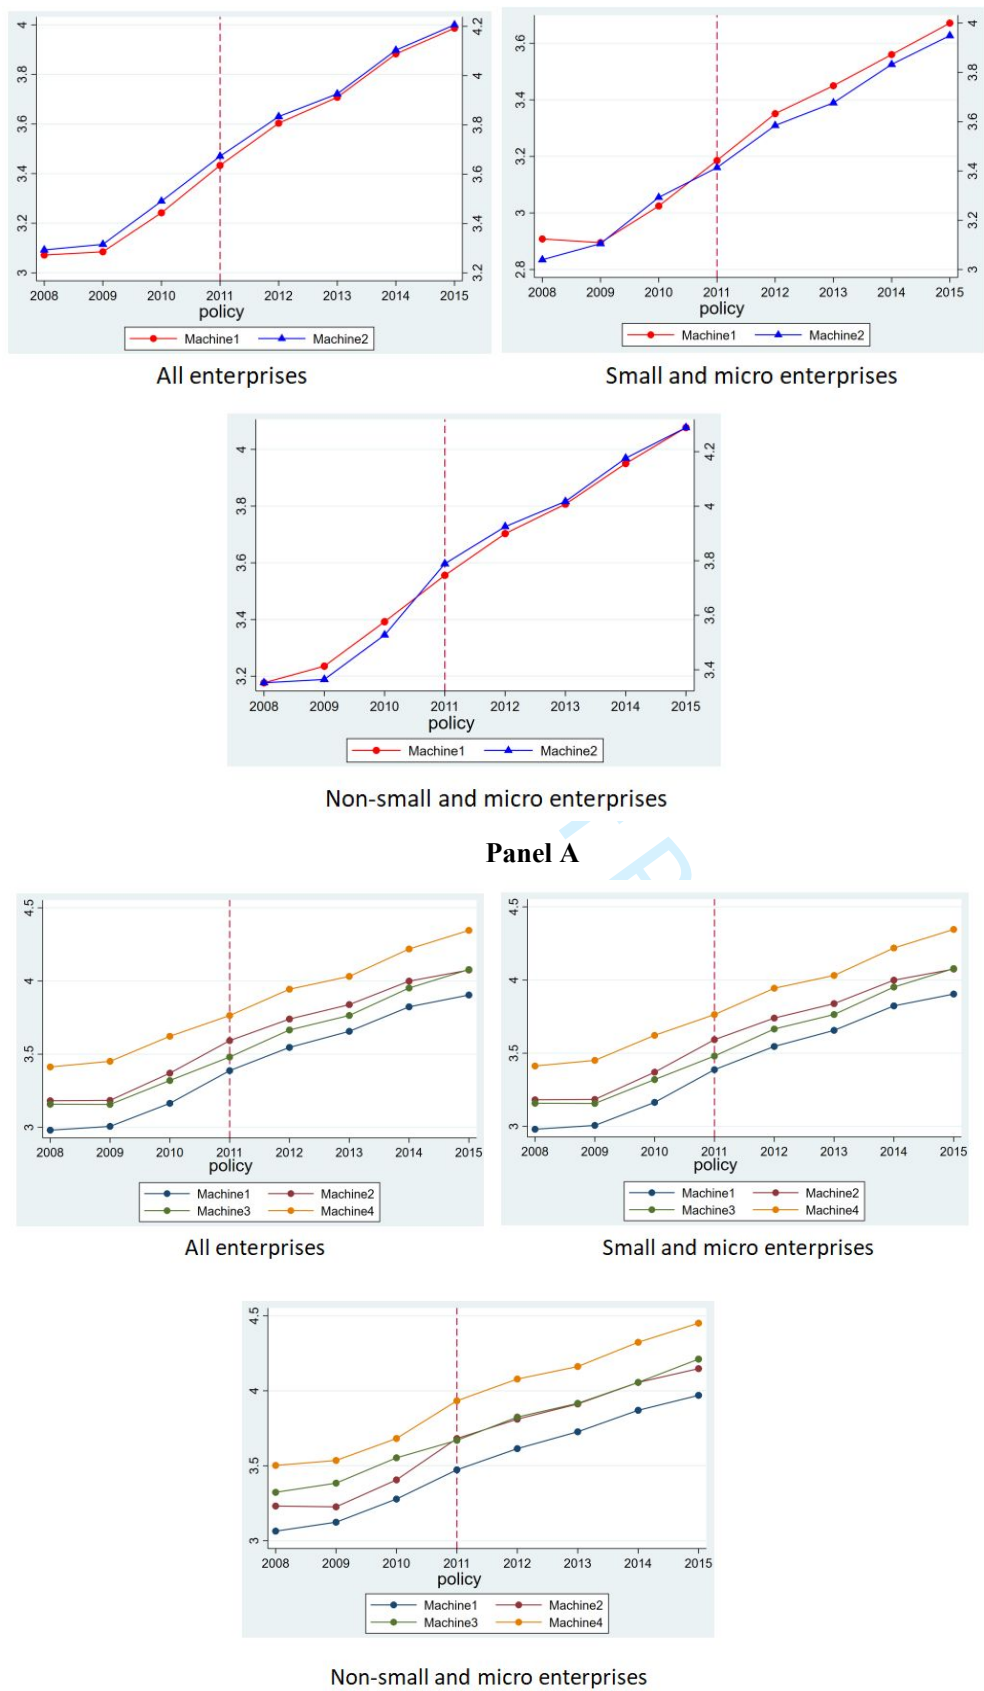 4
3.8
3.6
3.4
3.2
3
4.2
4
3.8
3.6
3.4
3.2
2008 2009 2010 2011 2012 2013 2014 2015
policy
Machine1 Machine2
All enterprises
3.6
3.4
3.2
3
2.8
4
3.8
3.6
3.4
3.2
3
2008 2009 2010 2011 2012 2013 2014 2015
policy
Machine1 Machine2
Small and micro enterprises
4
3.8
3.6
3.4
3.2
4.2
4
3.8
3.6
3.4
2008 2009 2010 2011 2012 2013 2014 2015
policy
Machine1 Machine2
Non-small and micro enterprises
Panel A
4.5
4
3.5
3
2008 2009 2010 2011 2012 2013 2014 2015
policy
Machine1 Machine2
Machine3 Machine4
All enterprises
4.5
4
3.5
3
2008 2009 2010 2011 2012 2013 2014 2015
policy
Machine1 Machine2
Machine3 Machine4
Small and micro enterprises
4.5
4
3.5
3
2008 2009 2010 2011 2012 2013 2014 2015
policy
Machine1 Machine2
Machine3 Machine4
Non-small and micro enterprises